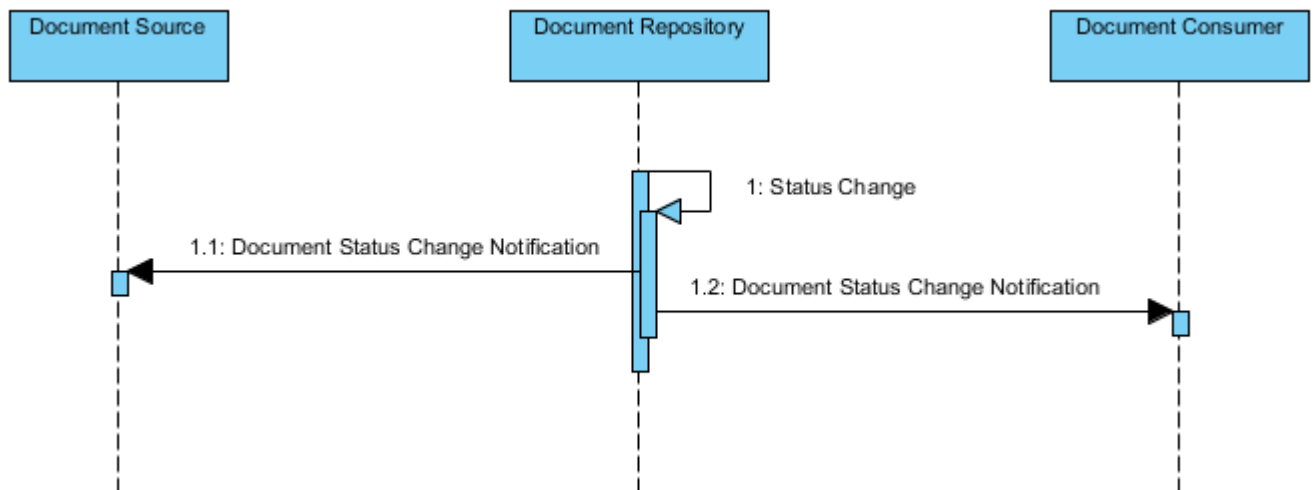 Document Source
Document Repository
Document Consumer
1: Status Change
1.1: Document Status Change Notification
1.2: Document Status Change Notification